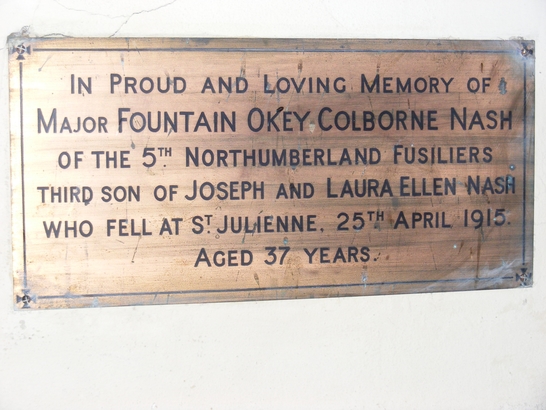 IN PROUD AND LOVING MEMORY OF
MAJOR FOUNTAIN OKEY COLBORNE NASH
OF THE 5TH NORTHUMBERLAND FUSILIERS
THIRD SON OF JOSEPH AND LAURA ELLEN NASH
WHO FELL AT ST JULIENNE, 25TH APRIL 1915.
AGED 37 YEARS.